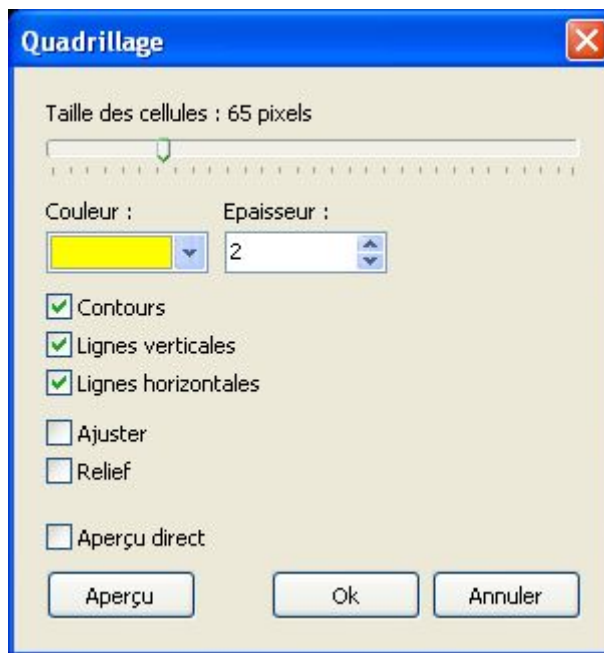 Quadrillage
Taille des cellules : 65 pixels
Couleur :
Epaisseur :
2
Contours
Lignes verticales
Lignes horizontales
Ajuster
Relief
Aperçu direct
Aperçu
Ok
Annuler